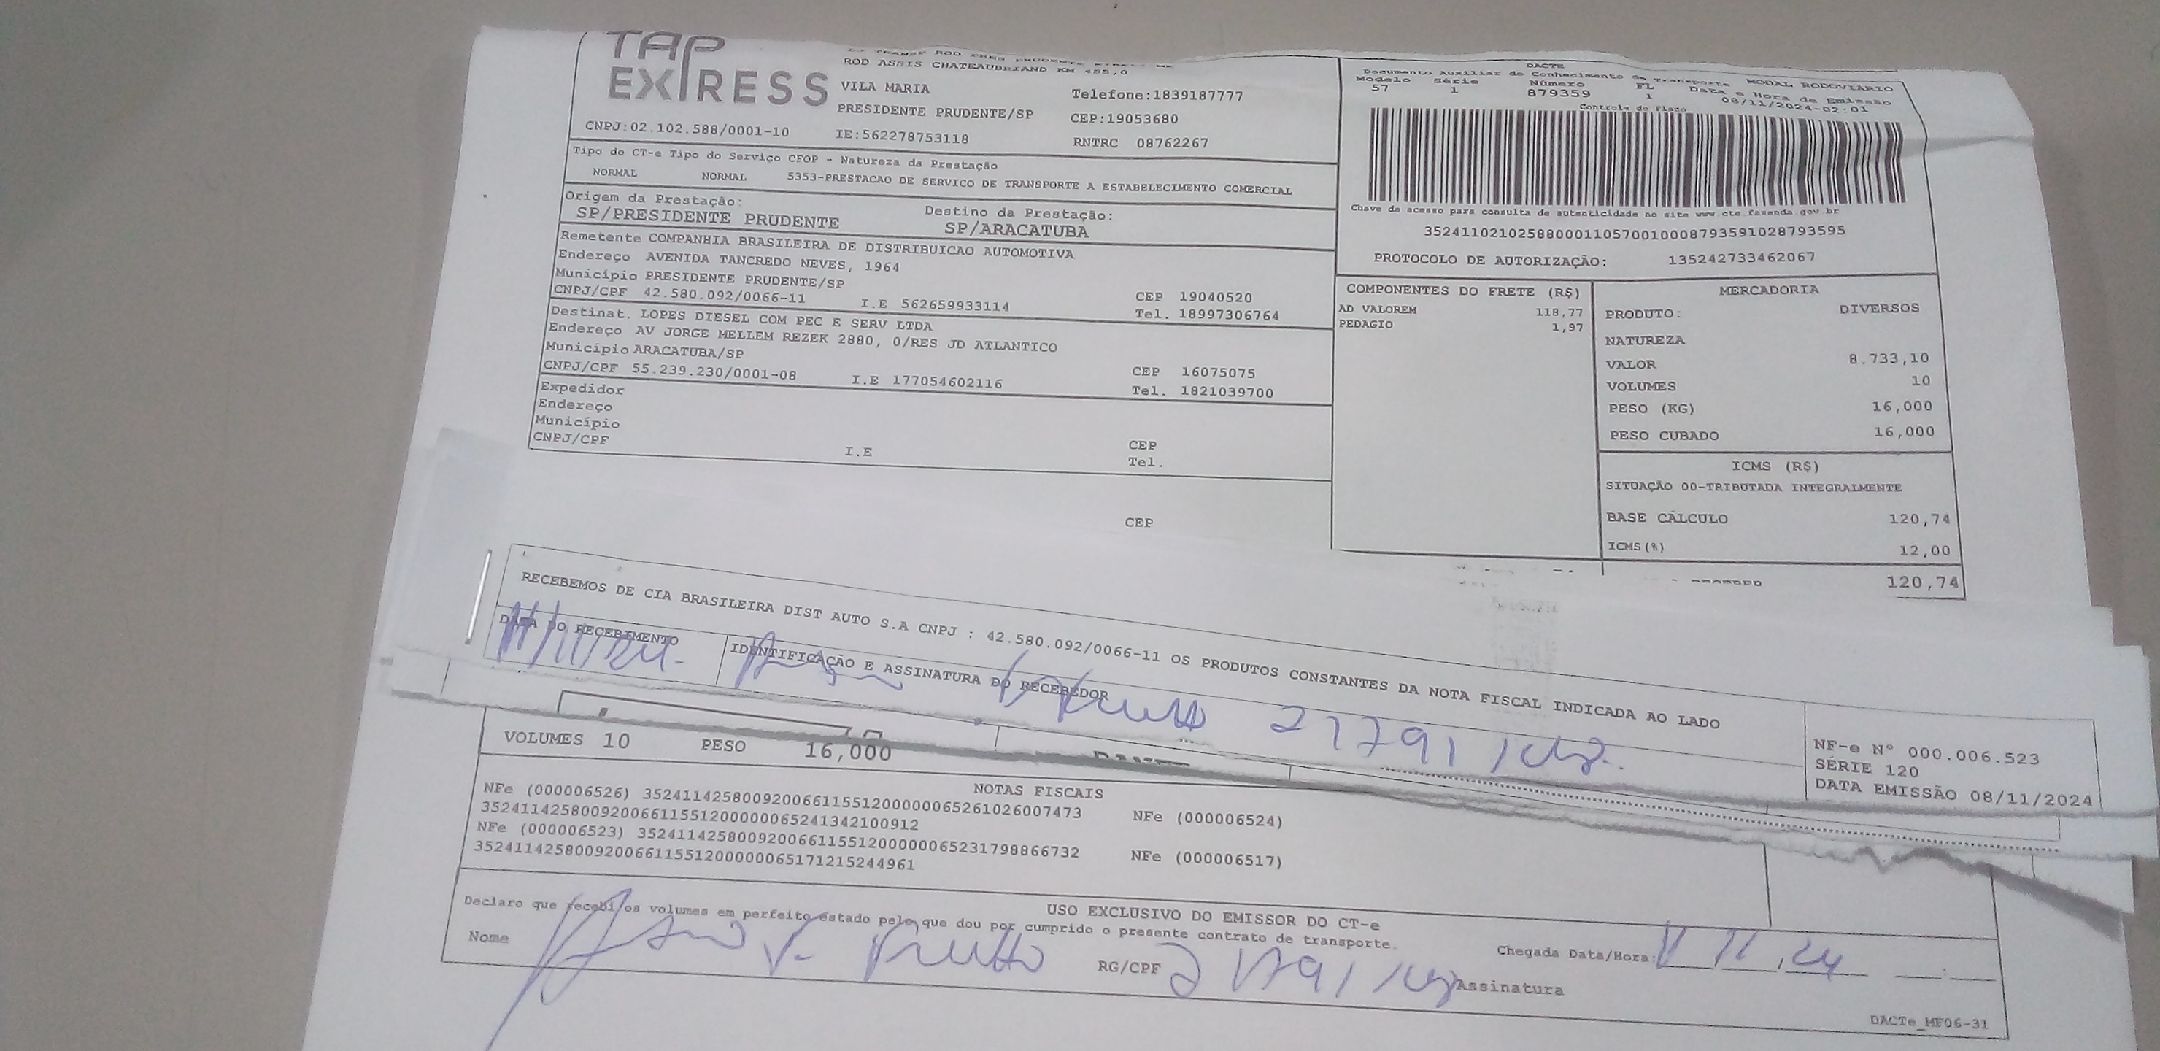 TAP
EXPRESS
ROD ASSIS CHATEAUBRIAND KM 455,0
VILA MARIA
Telefone:1839187777
PRESIDENTE PRUDENTE/SP
CEP:19053680
CNPJ:02.102.588/0001-10 IE:562278753118
RNTRC 08762267
DACTE
Documento Auxiliar de Conhecimento de Transporte MODAL RODOVIÁRIO
Modelo Série Número FL Data e Hora de Emissão
57 1 879359 1 08/11/2024-02:01
Controle do Fisco
Chave de acesso para consulta de autenticidade no site www.cte.fazenda.gov.br
35241102102588000110570010008793591028793595
PROTOCOLO DE AUTORIZAÇÃO: 135242733462067
Tipo do CT-e Tipo do Serviço CFOP - Natureza da Prestação
NORMAL NORMAL 5353-PRESTACAO DE SERVICO DE TRANSPORTE A ESTABELECIMENTO COMERCIAL
Origem da Prestação: Destino da Prestação:
SP/PRESIDENTE PRUDENTE SP/ARACATUBA
Remetente COMPANHIA BRASILEIRA DE DISTRIBUICAO AUTOMOTIVA
Endereço AVENIDA TANCREDO NEVES, 1964
Município PRESIDENTE PRUDENTE/SP CEP 19040520
CNPJ/CPF 42.580.092/0066-11 I.E 562659933114 Tel. 18997306764
Destinat. LOPES DIESEL COM PEC E SERV LTDA
Endereço AV JORGE MELLEM REZEK 2880, 0/RES JD ATLANTICO
Município ARACATUBA/SP CEP 16075075
CNPJ/CPF 55.239.230/0001-08 I.E 177054602116 Tel. 1821039700
Expedidor
Endereço
Município CEP
CNPJ/CPF I.E Tel.
CEP
COMPONENTES DO FRETE (R$)
AD VALOREM 118,77
PEDAGIO 1,97
MERCADORIA
PRODUTO: DIVERSOS
NATUREZA
VALOR 8.733,10
VOLUMES 10
PESO (KG) 16,000
PESO CUBADO 16,000
ICMS (R$)
SITUAÇÃO 00-TRIBUTADA INTEGRALMENTE
BASE CÁLCULO 120,74
ICMS(%) 12,00
120,74
RECEBEMOS DE CIA BRASILEIRA DIST AUTO S.A CNPJ : 42.580.092/0066-11 OS PRODUTOS CONSTANTES DA NOTA FISCAL INDICADA AO LADO
DATA DO RECEBIMENTO IDENTIFICAÇÃO E ASSINATURA DO RECEBEDOR
11/11/24
NF-e Nº 000.006.523
SÉRIE 120
DATA EMISSÃO 08/11/2024
VOLUMES 10 PESO 16,000
NOTAS FISCAIS
NFe (000006526) 35241142580092006611551200000065261026007473 NFe (000006524)
35241142580092006611551200000065241342100912
NFe (000006523) 35241142580092006611551200000065231798866732 NFe (000006517)
35241142580092006611551200000065171215244961
USO EXCLUSIVO DO EMISSOR DO CT-e
Declaro que recebi os volumes em perfeito estado pelo que dou por cumprido o presente contrato de transporte.
Nome RG/CPF Assinatura
Chegada Data/Hora: 11 11 24
DACTe_MF06-31